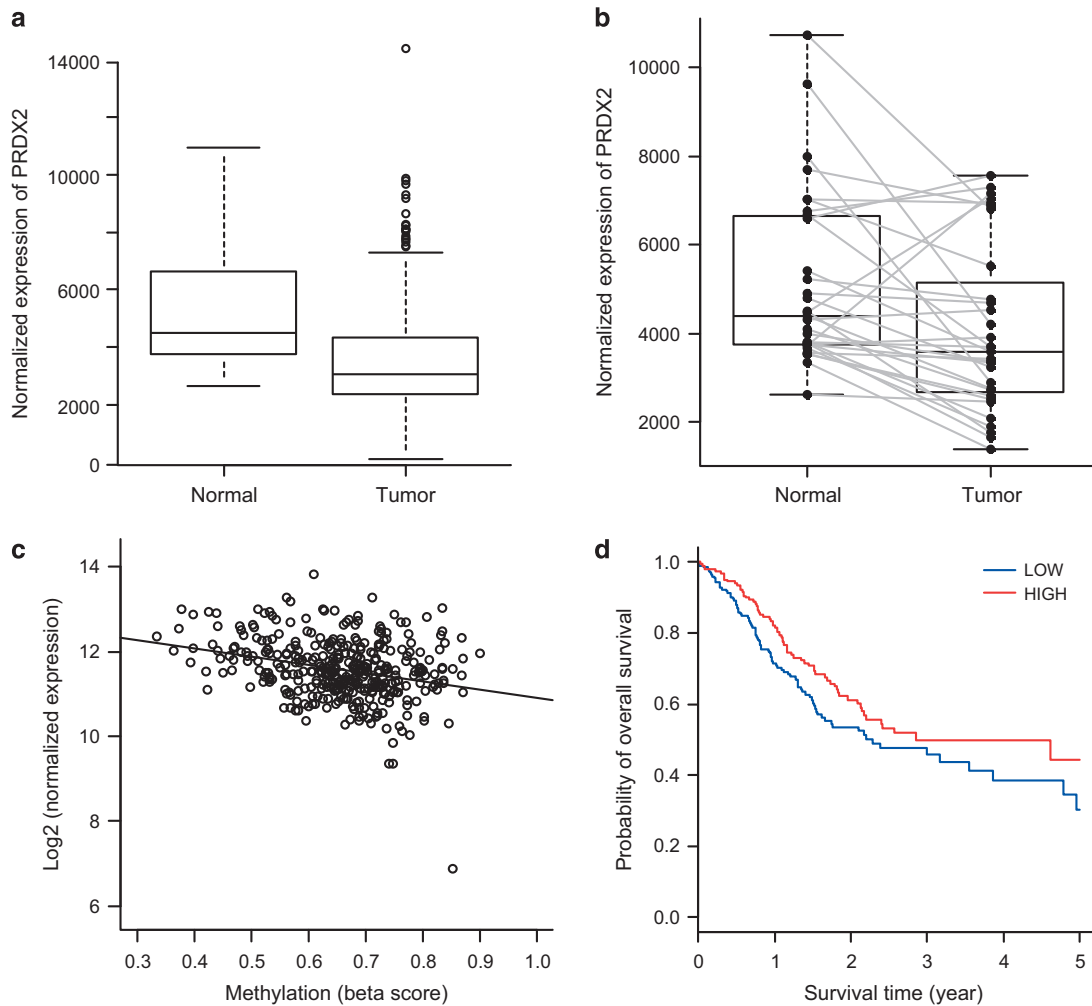 a
Normalized expression of PRDX2
14000
10000
6000
2000
0
Normal
Tumor
b
Normalized expression of PRDX2
10000
8000
6000
4000
2000
Normal
Tumor
c
Log2 (normalized expression)
14
12
10
8
6
0.3 0.4 0.5 0.6 0.7 0.8 0.9 1.0
Methylation (beta score)
d
Probability of overall survival
1.0
0.8
0.6
0.4
0.2
0.0
LOW
HIGH
0 1 2 3 4 5
Survival time (year)